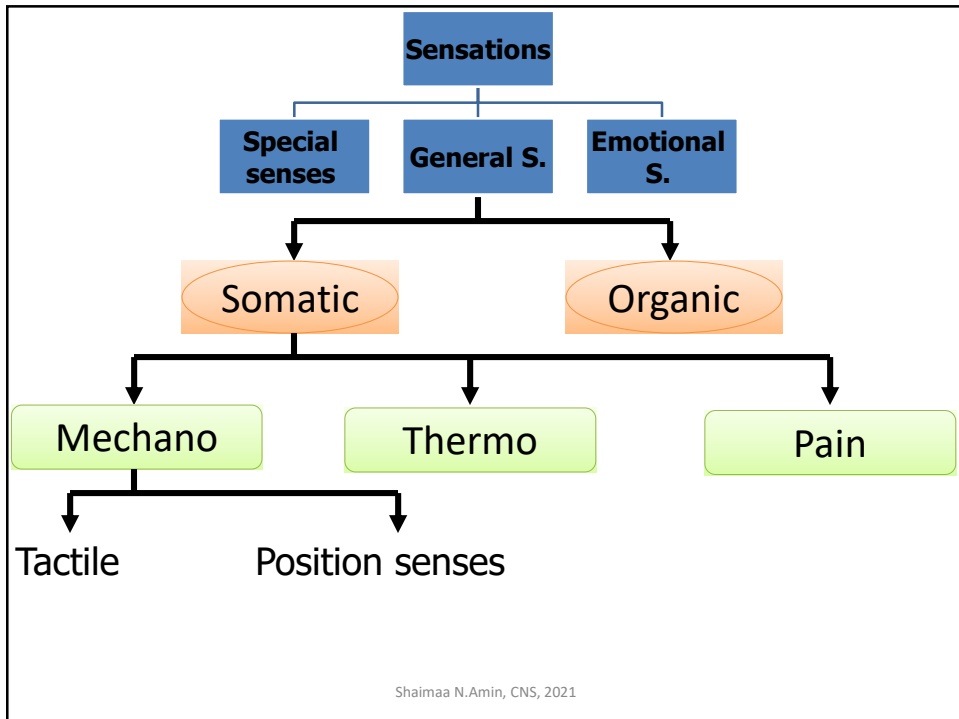 Sensations
Special
senses
General S.
Emotional
S.
Somatic
Organic
Mechano
Thermo
Pain
Tactile
Position senses
Shaimaa N.Amin, CNS, 2021